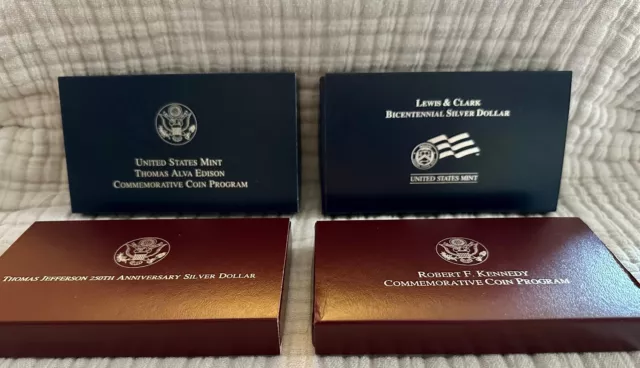 UNITED STATES MINT
THOMAS ALVA EDISON
COMMEMORATIVE COIN PROGRAM
LEWIS & CLARK
BICENTENNIAL SILVER DOLLAR
UNITED STATES MINT
THOMAS JEFFERSON 250TH ANNIVERSARY SILVER DOLLAR
ROBERT F. KENNEDY
COMMEMORATIVE COIN PROGRAM